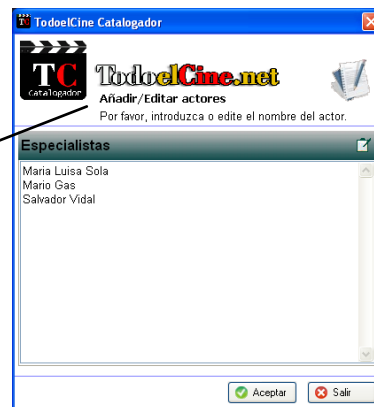 TodoelCine Catalogador
TC
catalogador
TodoelCine.net
Añadir/Editar actores
Por favor, introduzca o edite el nombre del actor.
Especialistas
Maria Luisa Sola
Mario Gas
Salvador Vidal
Aceptar
Salir